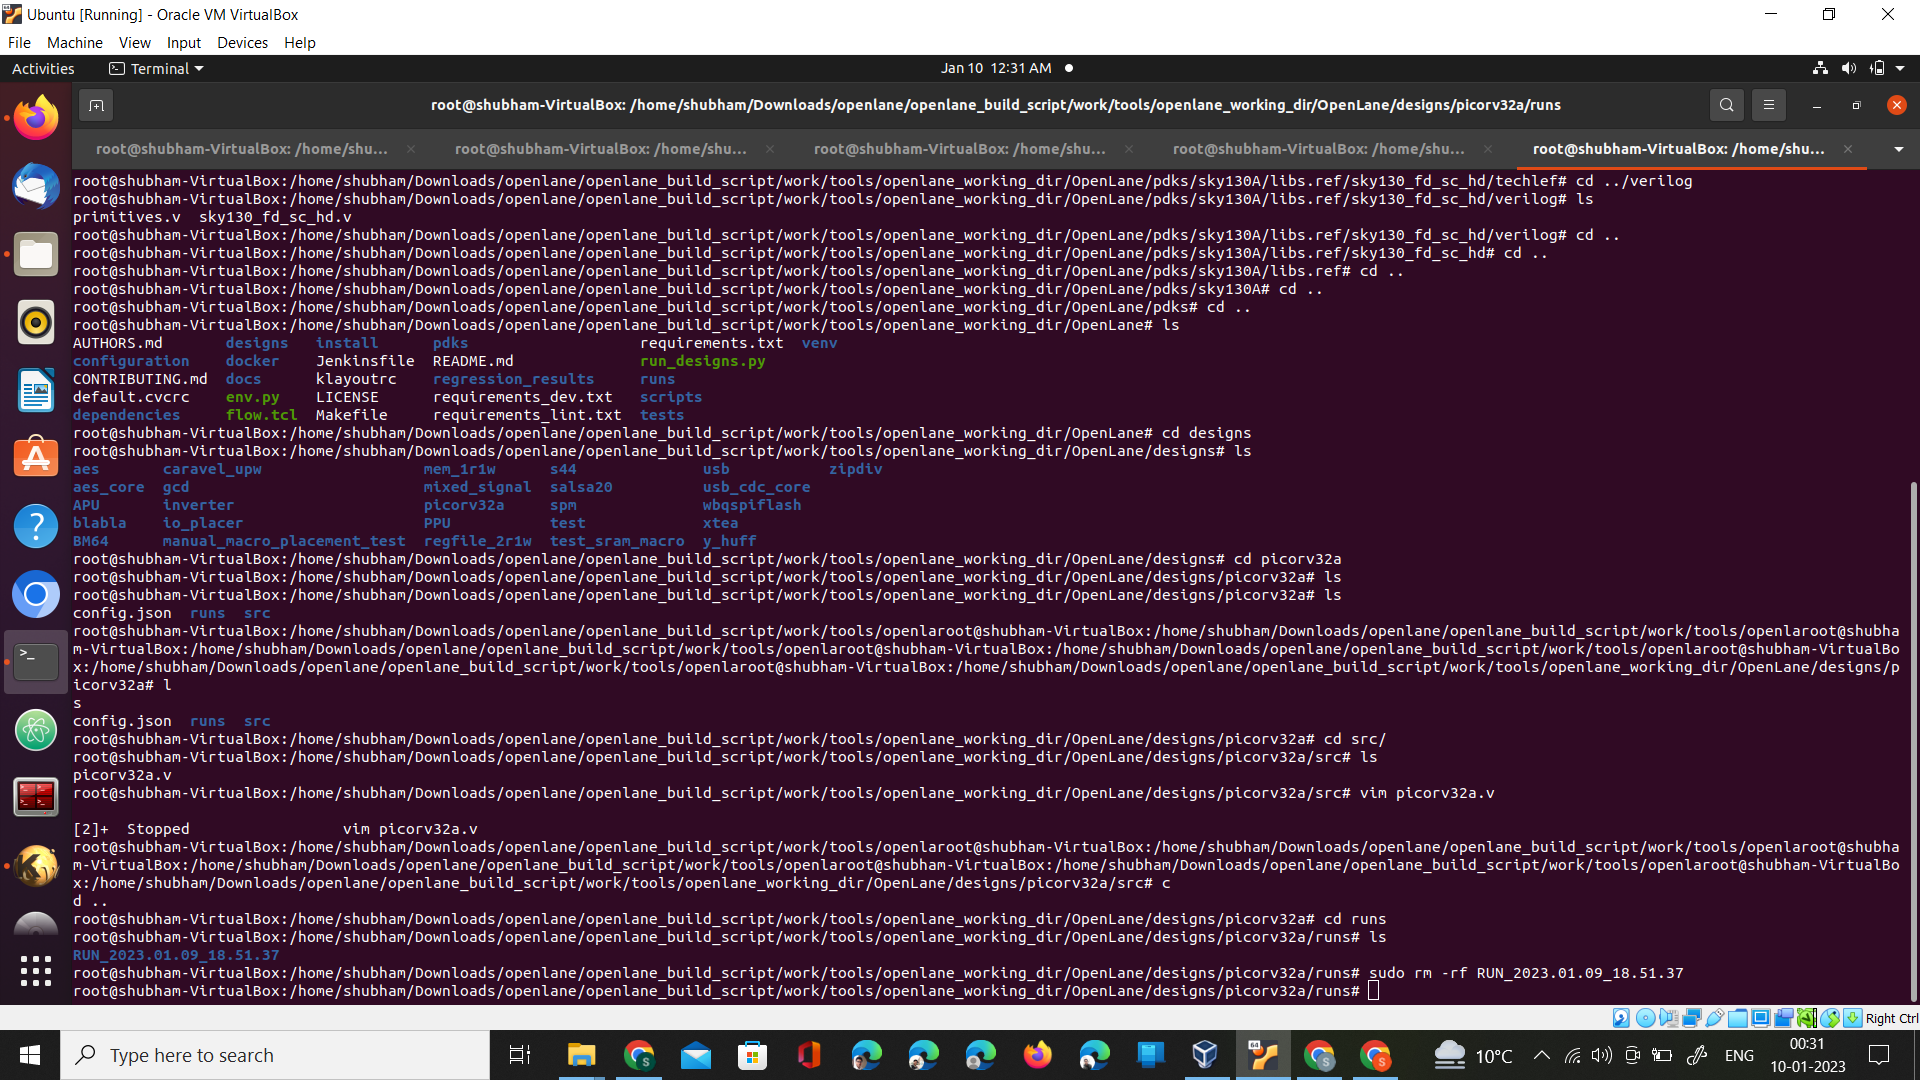 Ubuntu [Running] - Oracle VM VirtualBox
File Machine View Input Devices Help
Activities Terminal Jan 10 12:31 AM
root@shubham-VirtualBox: /home/shubham/Downloads/openlane/openlane_build_script/work/tools/openlane_working_dir/OpenLane/designs/picorv32a/runs
root@shubham-VirtualBox: /home/shu... root@shubham-VirtualBox: /home/shu... root@shubham-VirtualBox: /home/shu... root@shubham-VirtualBox: /home/shu... root@shubham-VirtualBox: /home/shu...
root@shubham-VirtualBox:/home/shubham/Downloads/openlane/openlane_build_script/work/tools/openlane_working_dir/OpenLane/pdks/sky130A/libs.ref/sky130_fd_sc_hd/techlef# cd ../verilog
root@shubham-VirtualBox:/home/shubham/Downloads/openlane/openlane_build_script/work/tools/openlane_working_dir/OpenLane/pdks/sky130A/libs.ref/sky130_fd_sc_hd/verilog# ls
primitives.v  sky130_fd_sc_hd.v
root@shubham-VirtualBox:/home/shubham/Downloads/openlane/openlane_build_script/work/tools/openlane_working_dir/OpenLane/pdks/sky130A/libs.ref/sky130_fd_sc_hd/verilog# cd ..
root@shubham-VirtualBox:/home/shubham/Downloads/openlane/openlane_build_script/work/tools/openlane_working_dir/OpenLane/pdks/sky130A/libs.ref/sky130_fd_sc_hd# cd ..
root@shubham-VirtualBox:/home/shubham/Downloads/openlane/openlane_build_script/work/tools/openlane_working_dir/OpenLane/pdks/sky130A/libs.ref# cd ..
root@shubham-VirtualBox:/home/shubham/Downloads/openlane/openlane_build_script/work/tools/openlane_working_dir/OpenLane/pdks/sky130A# cd ..
root@shubham-VirtualBox:/home/shubham/Downloads/openlane/openlane_build_script/work/tools/openlane_working_dir/OpenLane/pdks# cd ..
root@shubham-VirtualBox:/home/shubham/Downloads/openlane/openlane_build_script/work/tools/openlane_working_dir/OpenLane# ls
AUTHORS.md designs install pdks requirements.txt venv
configuration docker Jenkinsfile README.md run_designs.py
CONTRIBUTING.md docs klayoutrc regression_results runs
default.cvcrc env.py LICENSE requirements_dev.txt scripts
dependencies flow.tcl Makefile requirements_lint.txt tests
root@shubham-VirtualBox:/home/shubham/Downloads/openlane/openlane_build_script/work/tools/openlane_working_dir/OpenLane# cd designs
root@shubham-VirtualBox:/home/shubham/Downloads/openlane/openlane_build_script/work/tools/openlane_working_dir/OpenLane/designs# ls
aes caravel_upw mem_1r1w s44 usb zipdiv
aes_core gcd mixed_signal salsa20 usb_cdc_core
APU inverter picorv32a spm wbqspiflash
blabla io_placer PPU test xtea
BM64 manual_macro_placement_test regfile_2r1w test_sram_macro y_huff
root@shubham-VirtualBox:/home/shubham/Downloads/openlane/openlane_build_script/work/tools/openlane_working_dir/OpenLane/designs# cd picorv32a
root@shubham-VirtualBox:/home/shubham/Downloads/openlane/openlane_build_script/work/tools/openlane_working_dir/OpenLane/designs/picorv32a# ls
root@shubham-VirtualBox:/home/shubham/Downloads/openlane/openlane_build_script/work/tools/openlane_working_dir/OpenLane/designs/picorv32a# ls
config.json runs src
root@shubham-VirtualBox:/home/shubham/Downloads/openlane/openlane_build_script/work/tools/openlaroot@shubham-VirtualBox:/home/shubham/Downloads/openlane/openlane_build_script/work/tools/openlaroot@shubha
m-VirtualBox:/home/shubham/Downloads/openlane/openlane_build_script/work/tools/openlaroot@shubham-VirtualBox:/home/shubham/Downloads/openlane/openlane_build_script/work/tools/openlaroot@shubham-VirtualBo
x:/home/shubham/Downloads/openlane/openlane_build_script/work/tools/openlaroot@shubham-VirtualBox:/home/shubham/Downloads/openlane/openlane_build_script/work/tools/openlane_working_dir/OpenLane/designs/p
icorv32a# l
s
config.json runs src
root@shubham-VirtualBox:/home/shubham/Downloads/openlane/openlane_build_script/work/tools/openlane_working_dir/OpenLane/designs/picorv32a# cd src/
root@shubham-VirtualBox:/home/shubham/Downloads/openlane/openlane_build_script/work/tools/openlane_working_dir/OpenLane/designs/picorv32a/src# ls
picorv32a.v
root@shubham-VirtualBox:/home/shubham/Downloads/openlane/openlane_build_script/work/tools/openlane_working_dir/OpenLane/designs/picorv32a/src# vim picorv32a.v
[2]+  Stopped                 vim picorv32a.v
root@shubham-VirtualBox:/home/shubham/Downloads/openlane/openlane_build_script/work/tools/openlaroot@shubham-VirtualBox:/home/shubham/Downloads/openlane/openlane_build_script/work/tools/openlaroot@shubha
m-VirtualBox:/home/shubham/Downloads/openlane/openlane_build_script/work/tools/openlaroot@shubham-VirtualBox:/home/shubham/Downloads/openlane/openlane_build_script/work/tools/openlaroot@shubham-VirtualBo
x:/home/shubham/Downloads/openlane/openlane_build_script/work/tools/openlane_working_dir/OpenLane/designs/picorv32a/src# c
d ..
root@shubham-VirtualBox:/home/shubham/Downloads/openlane/openlane_build_script/work/tools/openlane_working_dir/OpenLane/designs/picorv32a# cd runs
root@shubham-VirtualBox:/home/shubham/Downloads/openlane/openlane_build_script/work/tools/openlane_working_dir/OpenLane/designs/picorv32a/runs# ls
RUN_2023.01.09_18.51.37
root@shubham-VirtualBox:/home/shubham/Downloads/openlane/openlane_build_script/work/tools/openlane_working_dir/OpenLane/designs/picorv32a/runs# sudo rm -rf RUN_2023.01.09_18.51.37
root@shubham-VirtualBox:/home/shubham/Downloads/openlane/openlane_build_script/work/tools/openlane_working_dir/OpenLane/designs/picorv32a/runs#
Right Ctrl
Type here to search 10°C ENG 00:31
10-01-2023